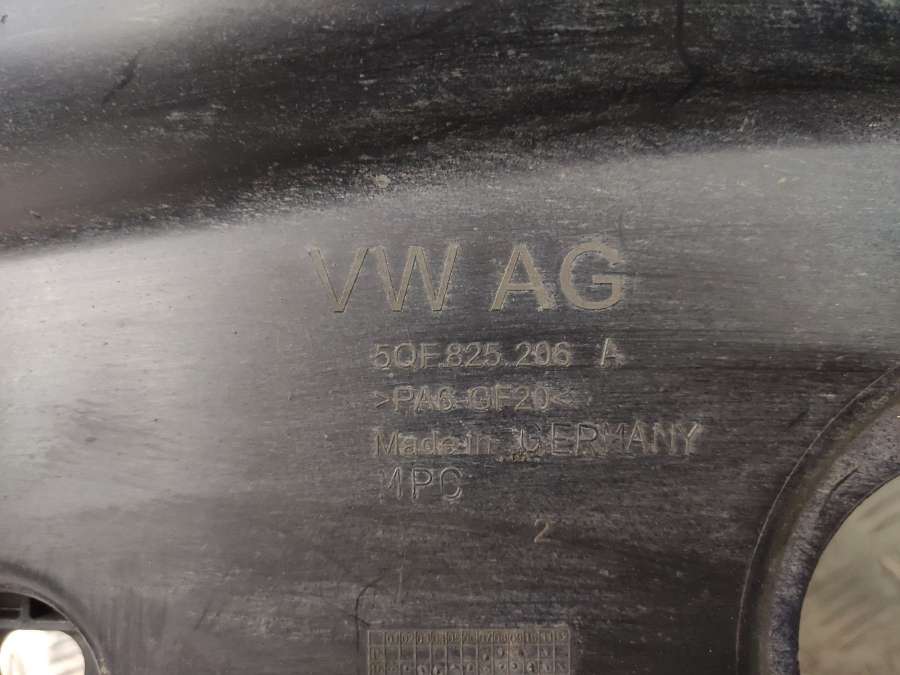 VW AG
5QF.825.206 A
>PA6 GF20<
Made in GERMANY
MPC
2